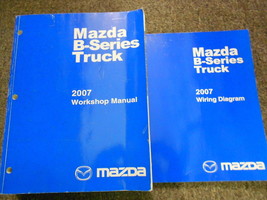 Mazda
B-Series
Truck
2007
Workshop Manual
mazda
Mazda
B-Series
Truck
2007
Wiring Diagram
mazda